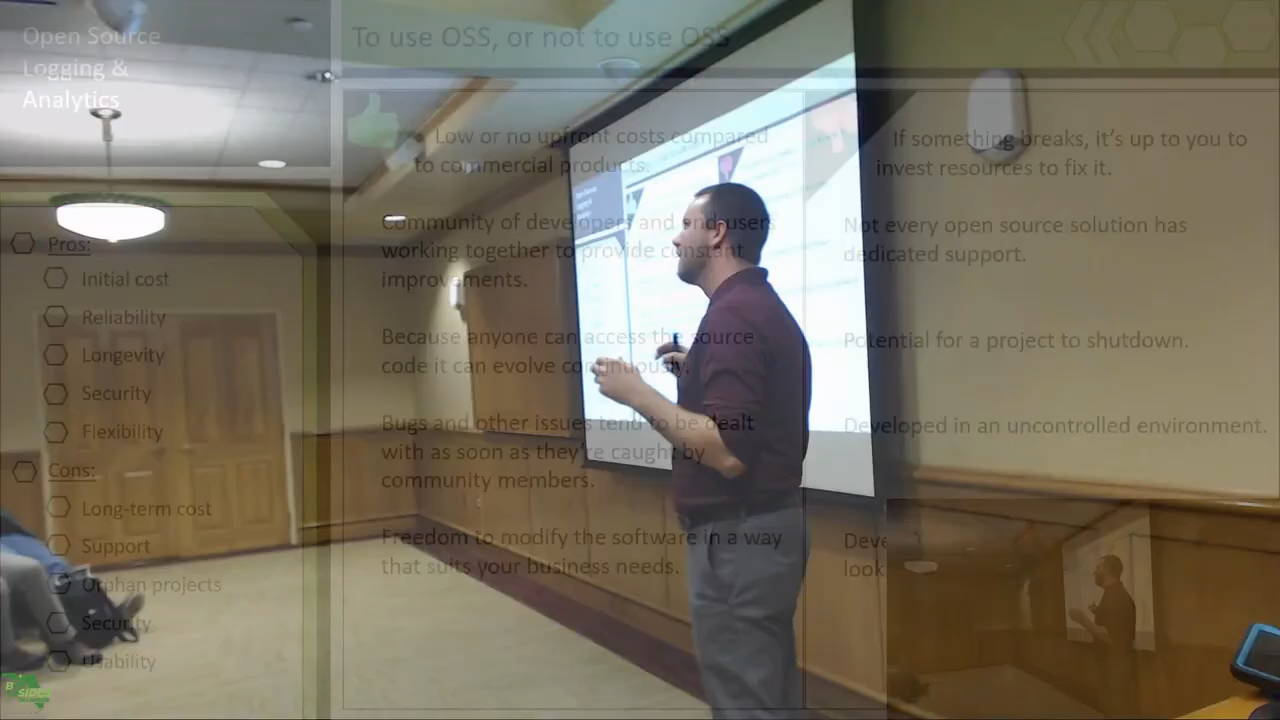 Open Source
Logging &
Analytics
To use OSS, or not to use OSS
Pros:
Initial cost
Reliability
Longevity
Security
Flexibility
Cons:
Long-term cost
Support
Orphan projects
Security
Usability
Low or no upfront costs compared
to commercial products.
Community of developers and users
working together to provide constant
improvements.
Because anyone can access the source
code it can evolve continuously.
Bugs and other issues tend to be dealt
with as soon as they're caught by
community members.
Freedom to modify the software in a way
that suits your business needs.
If something breaks, it's up to you to
invest resources to fix it.
Not every open source solution has
dedicated support.
Potential for a project to shutdown.
Developed in an uncontrolled environment.
look